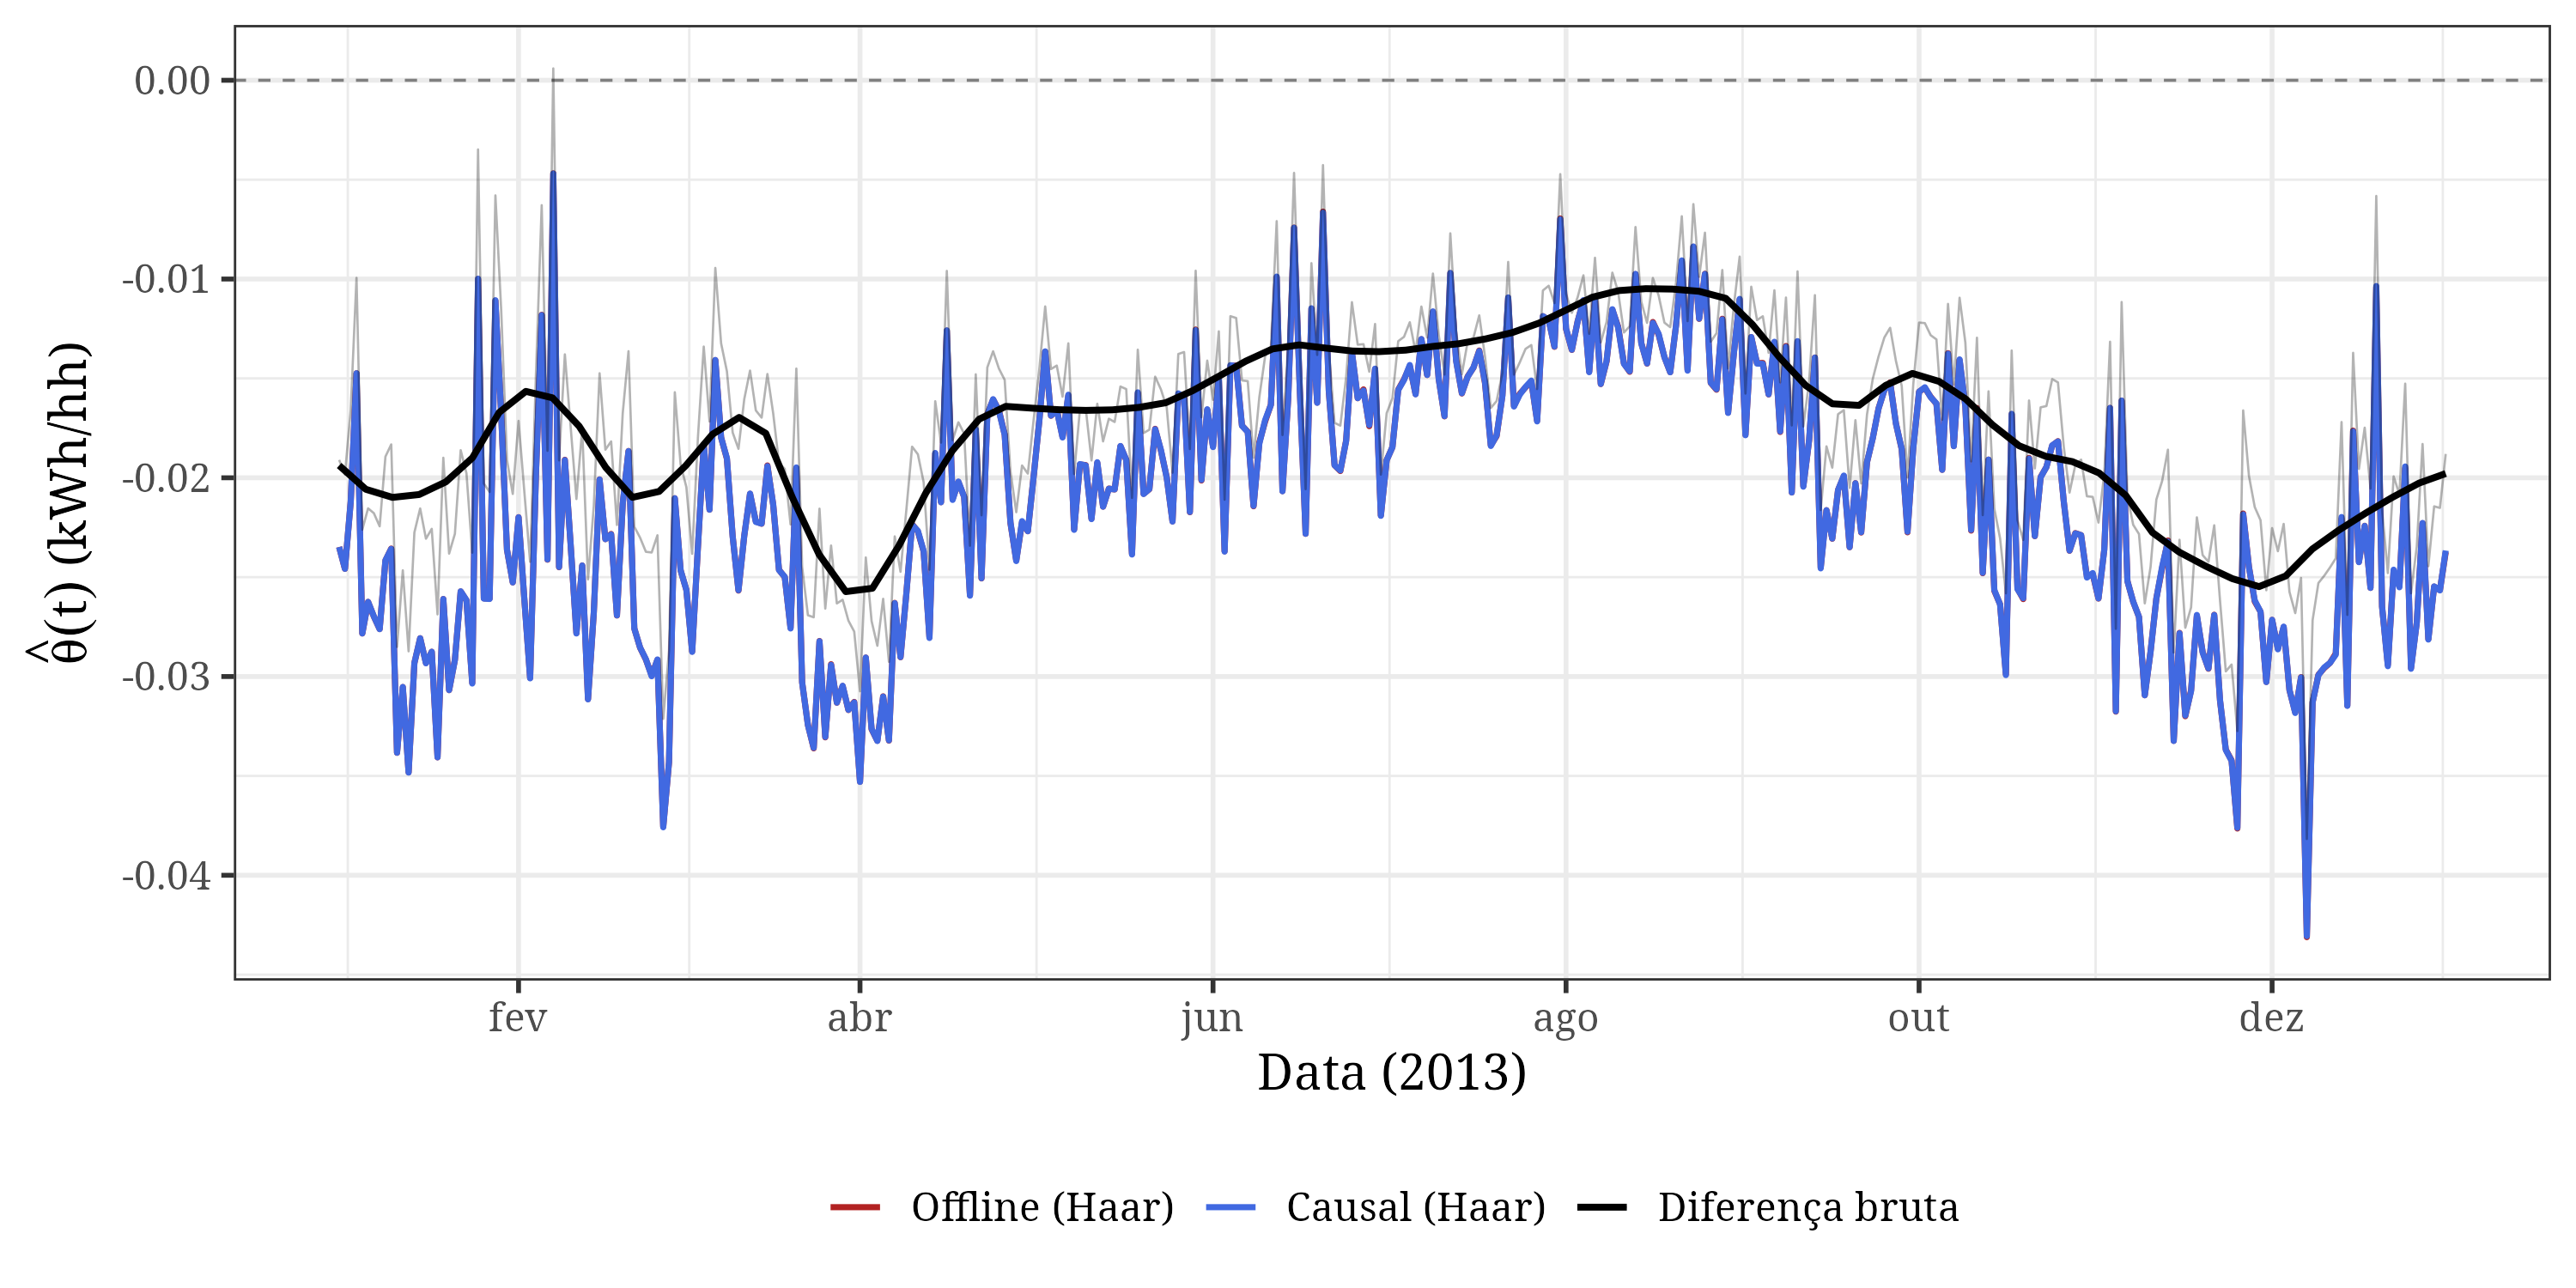 0.00
-0.01
-0.02
-0.03
-0.04
θ̂(t) (kWh/hh)
fev abr jun ago out dez
Data (2013)
Offline (Haar) Causal (Haar) Diferença bruta